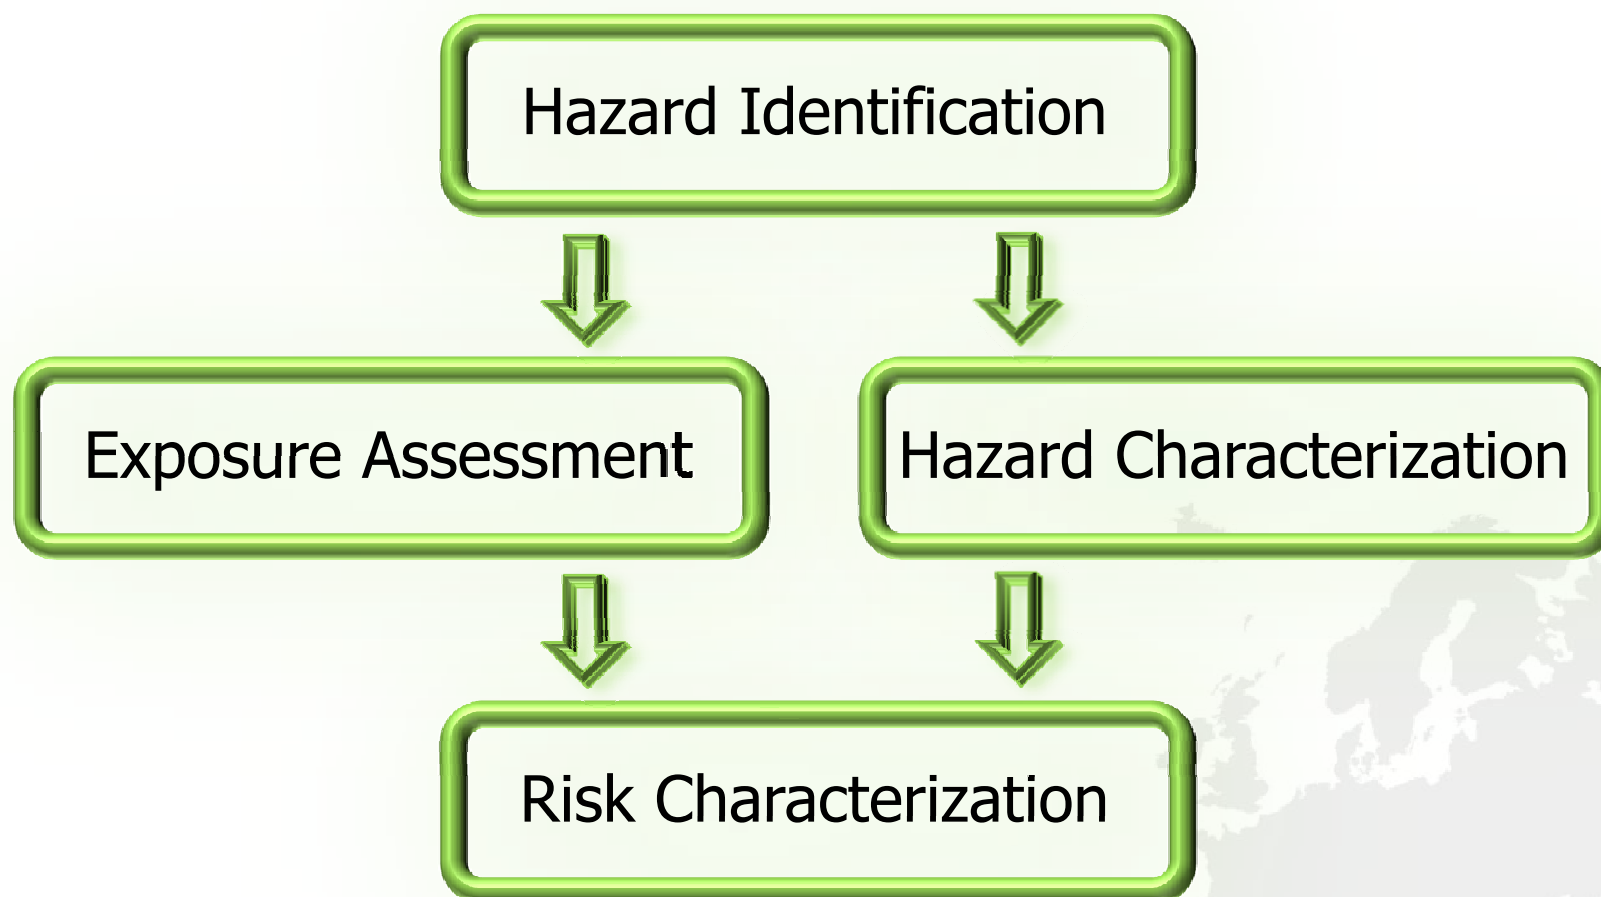 Hazard Identification
Exposure Assessment
Hazard Characterization
Risk Characterization